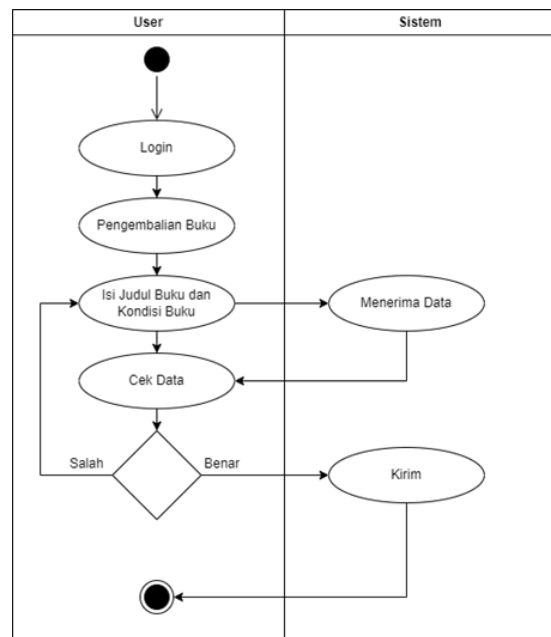 User
Sistem
Login
Pengembalian Buku
Isi Judul Buku dan
Kondisi Buku
Menerima Data
Cek Data
Salah
Benar
Kirim